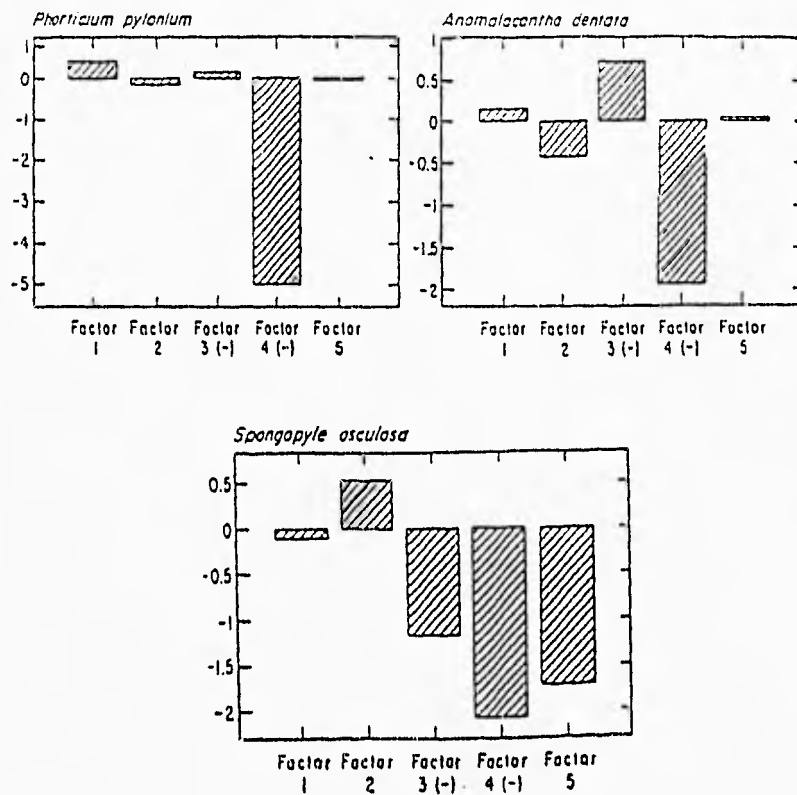 Phorticium pylonium
1
0
-1
-2
-3
-4
-5
Factor 1
Factor 2
Factor 3 (-)
Factor 4 (-)
Factor 5
Anomalacantha dentata
1
0.5
0
-0.5
-1
-1.5
-2
Factor 1
Factor 2
Factor 3 (-)
Factor 4 (-)
Factor 5
Spongopyle osculosa
0.5
0
-0.5
-1
-1.5
-2
Factor 1
Factor 2
Factor 3 (-)
Factor 4 (-)
Factor 5